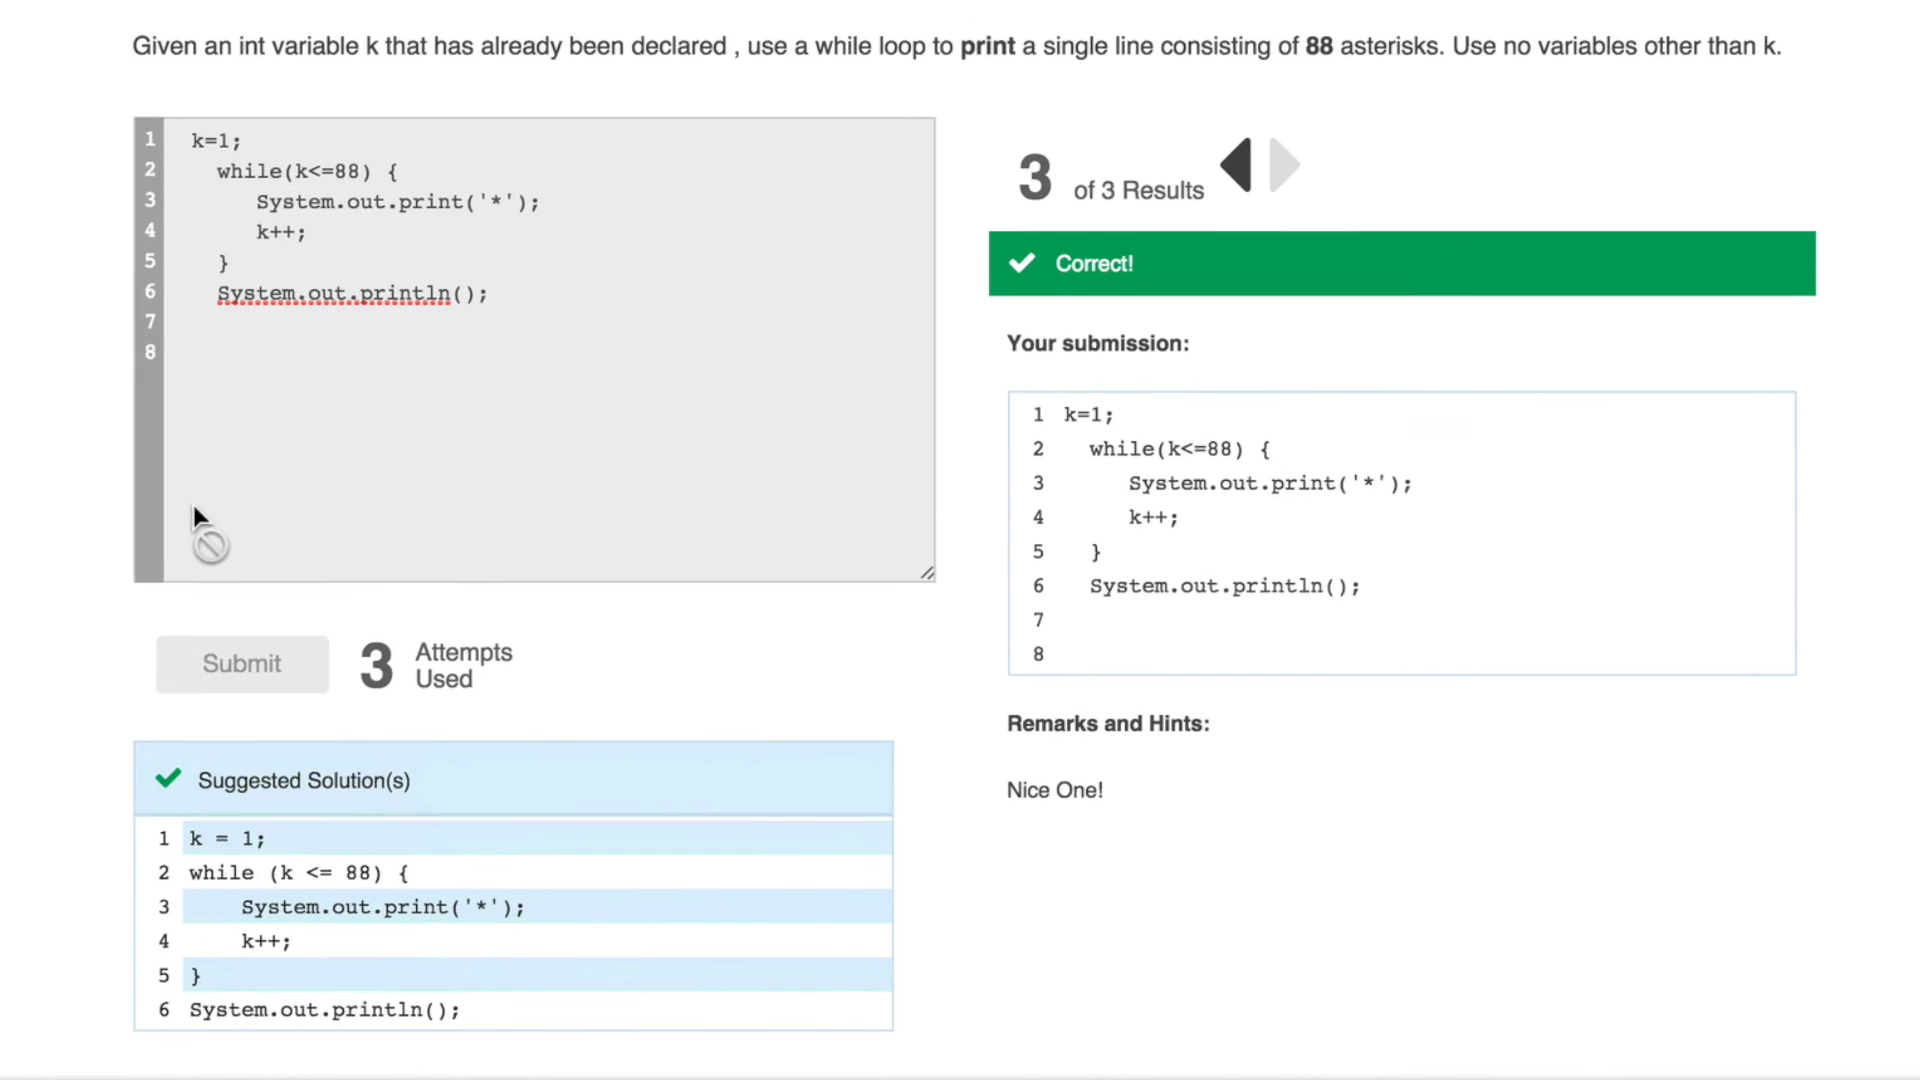 Given an int variable k that has already been declared , use a while loop to print a single line consisting of 88 asterisks. Use no variables other than k.
1 k=1;
2 while(k<=88) {
3 System.out.print('*');
4 k++;
5 }
6 System.out.println();
7
8
Submit
3 Attempts Used
Suggested Solution(s)
1 k = 1;
2 while (k <= 88) {
3 System.out.print('*');
4 k++;
5 }
6 System.out.println();
3 of 3 Results
Correct!
Your submission:
1 k=1;
2 while(k<=88) {
3 System.out.print('*');
4 k++;
5 }
6 System.out.println();
7
8
Remarks and Hints:
Nice One!